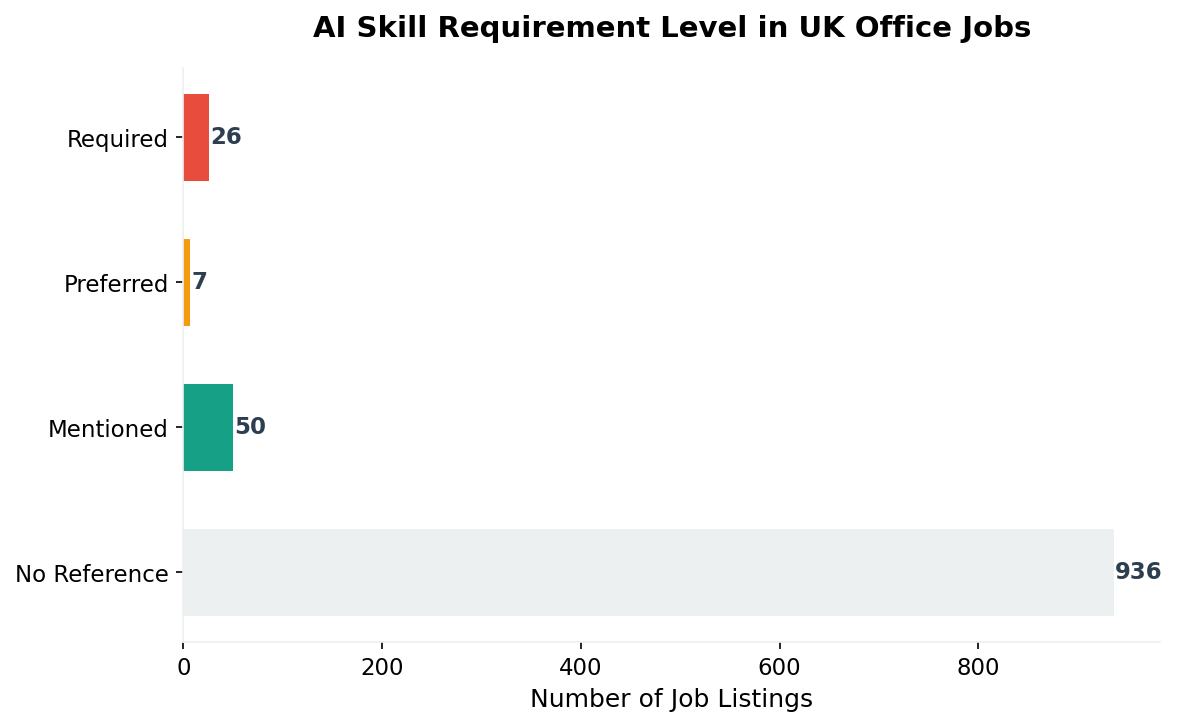 AI Skill Requirement Level in UK Office Jobs
Required
26
Preferred
7
Mentioned
50
No Reference
936
0 200 400 600 800
Number of Job Listings